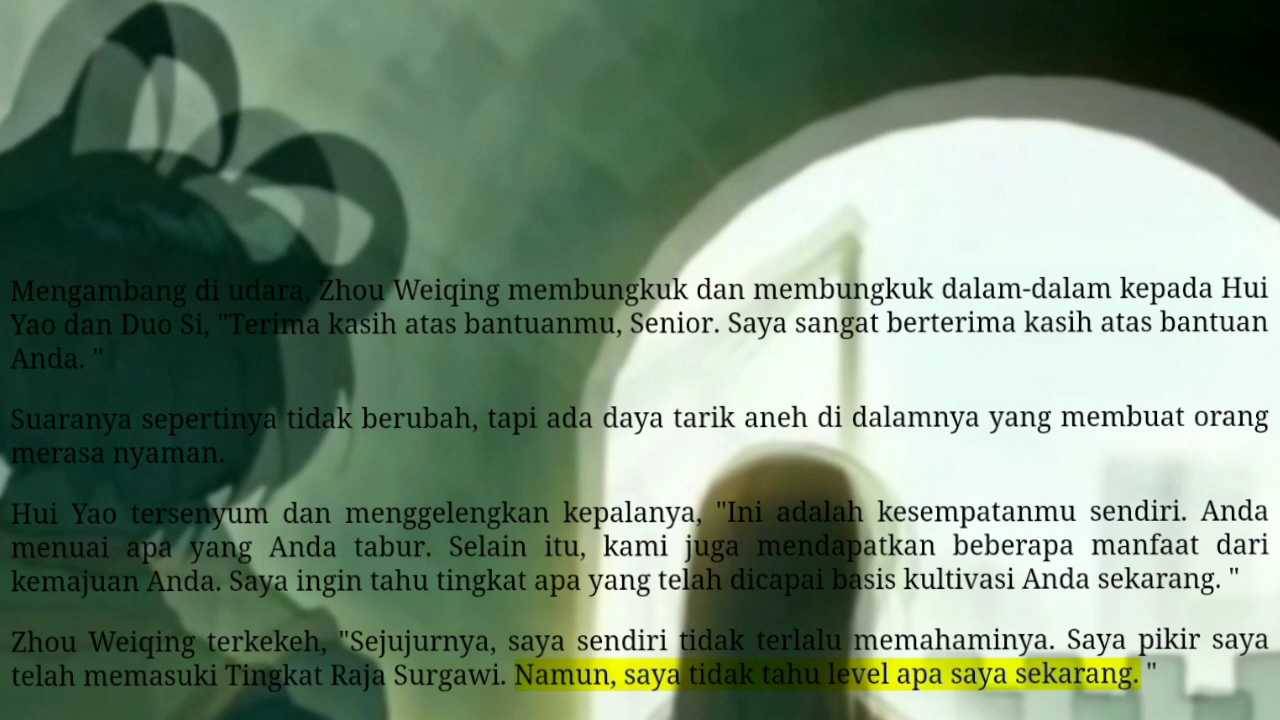 Mengambang di udara, Zhou Weiqing membungkuk dan membungkuk dalam-dalam kepada Hui
Yao dan Duo Si, "Terima kasih atas bantuanmu, Senior. Saya sangat berterima kasih atas bantuan
Anda. "
Suaranya sepertinya tidak berubah, tapi ada daya tarik aneh di dalamnya yang membuat orang
merasa nyaman.
Hui Yao tersenyum dan menggelengkan kepalanya, "Ini adalah kesempatanmu sendiri. Anda
menuai apa yang Anda tabur. Selain itu, kami juga mendapatkan beberapa manfaat dari
kemajuan Anda. Saya ingin tahu tingkat apa yang telah dicapai basis kultivasi Anda sekarang. "
Zhou Weiqing terkekeh, "Sejujurnya, saya sendiri tidak terlalu memahaminya. Saya pikir saya
telah memasuki Tingkat Raja Surgawi. Namun, saya tidak tahu level apa saya sekarang. "